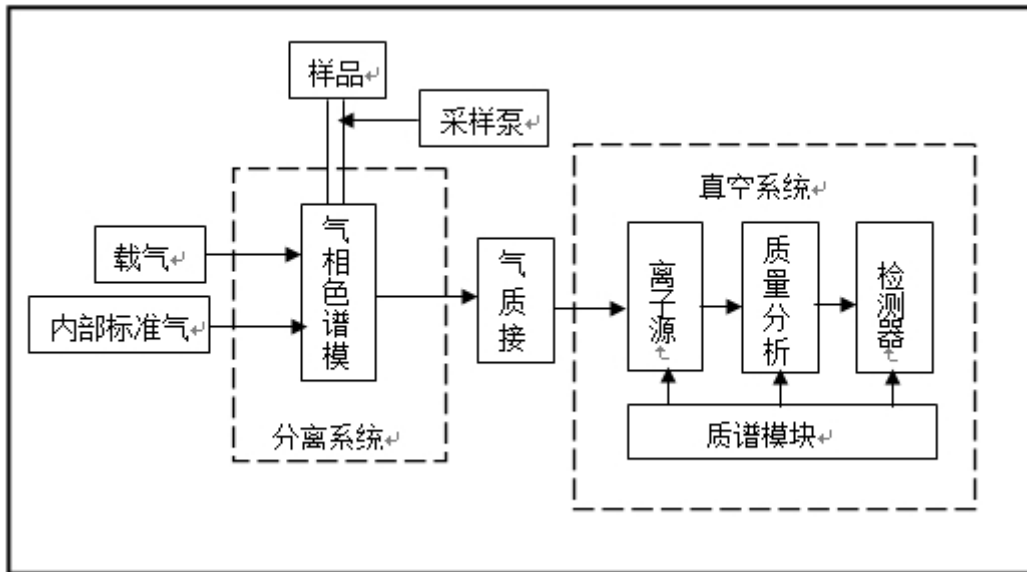 样品
采样泵
真空系统
载气
内部标准气
气相色谱模
气质接
离子源
质量分析
检测器
分离系统
质谱模块